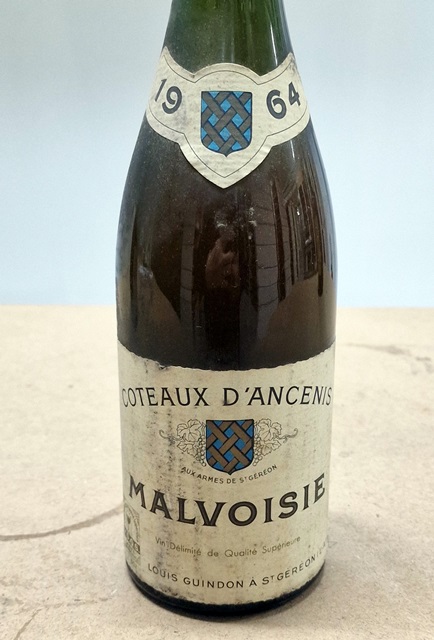 19 64
COTEAUX D'ANCENIS
AUX ARMES DE ST GÉRÉON
MALVOISIE
Vin Délimité de Qualité Supérieure
LOUIS GUINDON À ST GÉRÉON